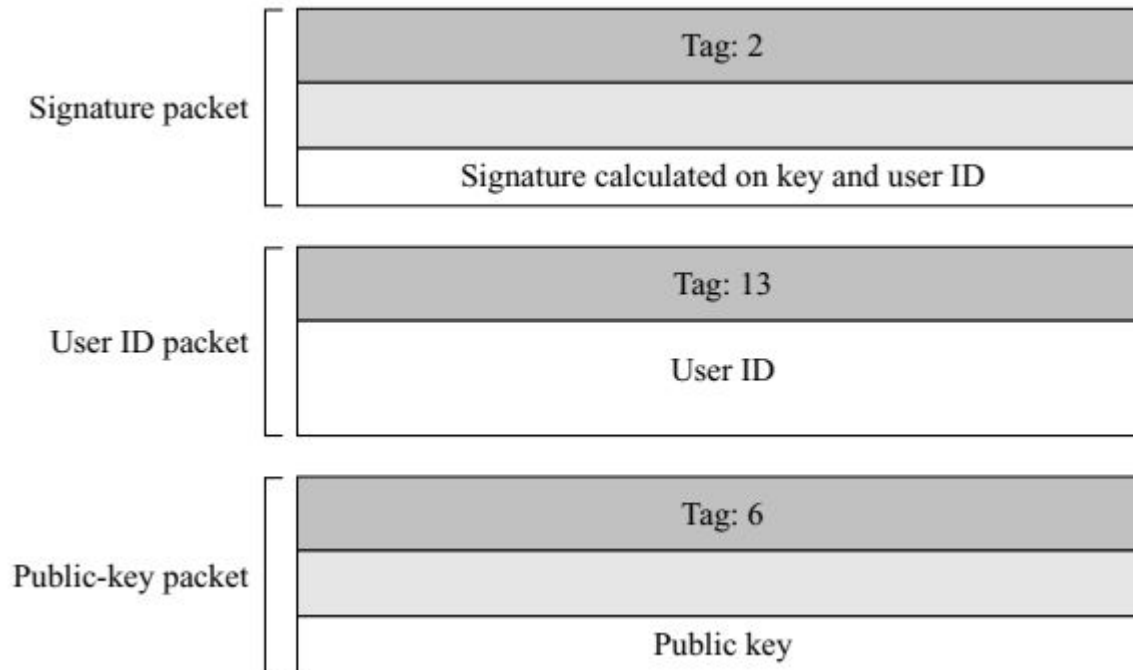 Tag: 2
Signature packet
Signature calculated on key and user ID
Tag: 13
User ID packet
User ID
Tag: 6
Public-key packet
Public key